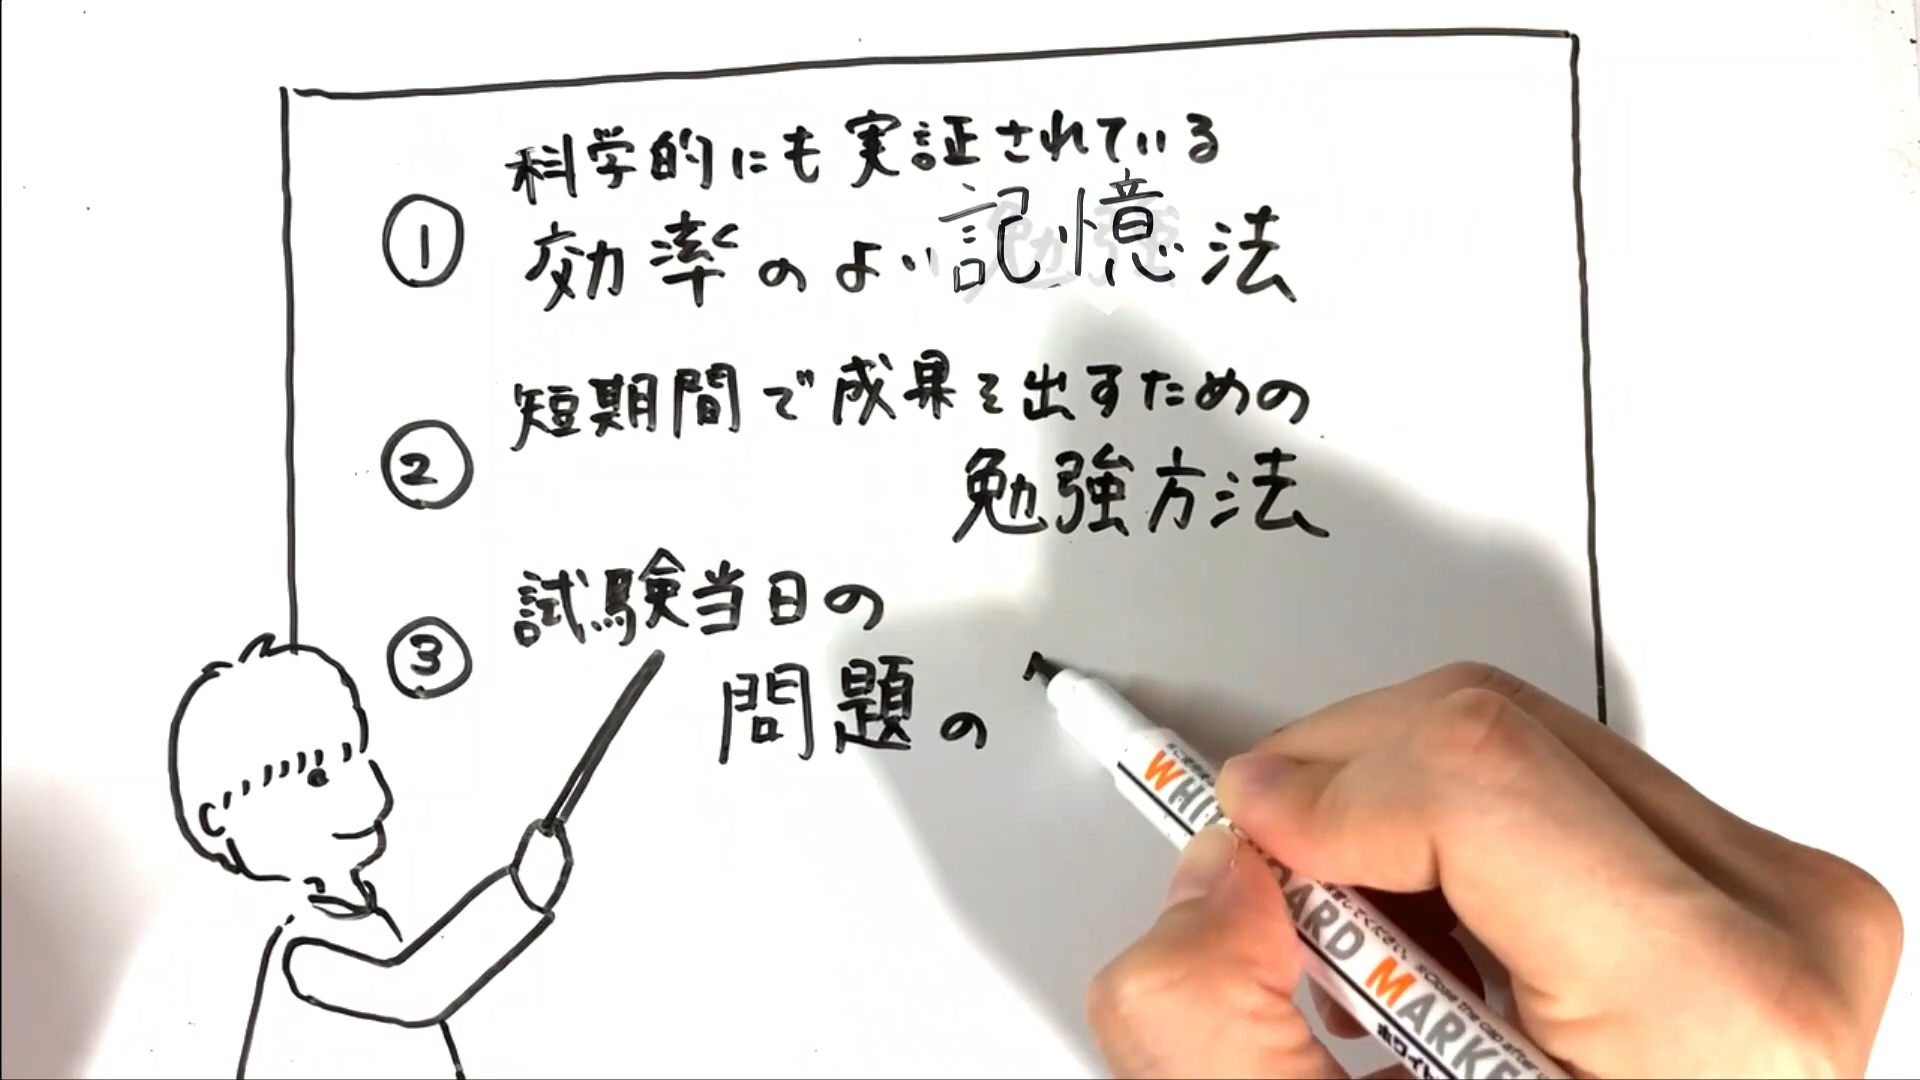 科学的にも実証されている
① 効率のよい記憶法
短期間で成果を出すための
② 勉強方法
試験当日の
③ 問題の
WHITEBOARD MARKE